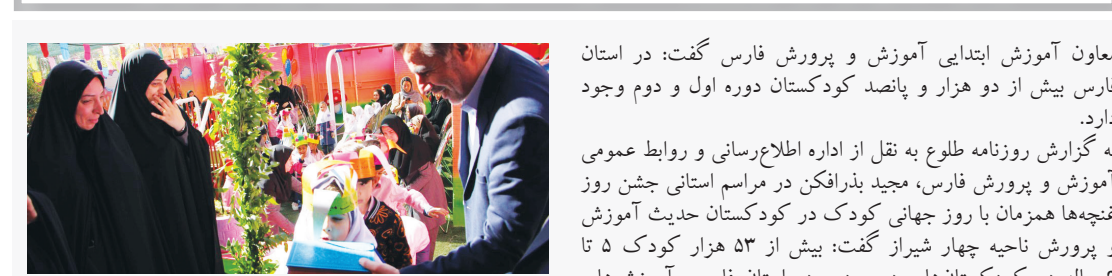 معاون آموزش ابتدایی آموزش و پرورش فارس گفت: در استان
فارس بیش از دو هزار و پانصد کودکستان دوره اول و دوم وجود
دارد.
به گزارش روزنامه طلوع به نقل از اداره اطلاع‌رسانی و روابط عمومی
آموزش و پرورش فارس، مجید بذرافکن در مراسم استانی جشن روز
غنچه‌ها همزمان با روز جهانی کودک در کودکستان حدیث آموزش
و پرورش ناحیه چهار شیراز گفت: بیش از ۵۳ هزار کودک ۵ تا